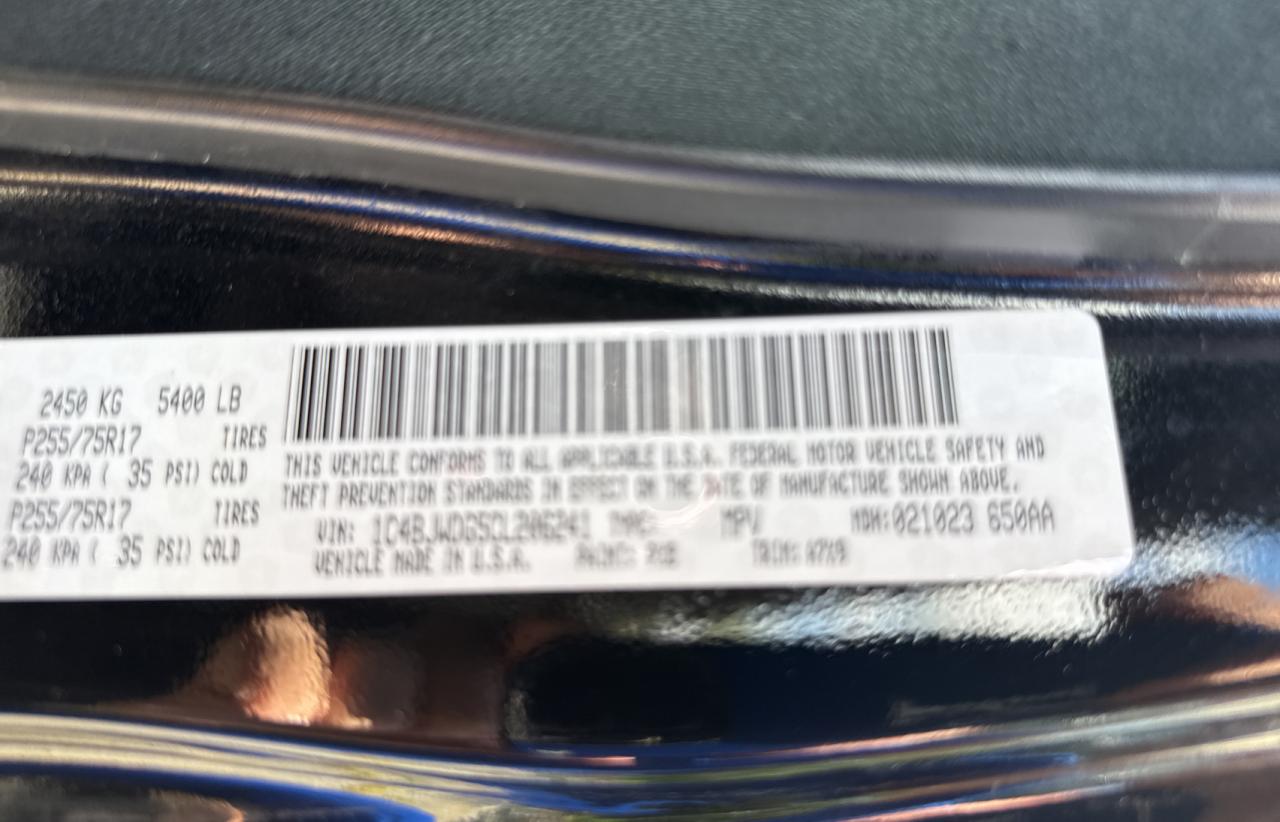 2450 KG 5400 LB
P255/75R17 TIRES
240 KPA ( 35 PSI) COLD
P255/75R17 TIRES
240 KPA ( 35 PSI) COLD
THIS VEHICLE CONFORMS TO ALL APPLICABLE U.S.A. FEDERAL MOTOR VEHICLE SAFETY AND
THEFT PREVENTION STANDARDS IN EFFECT ON THE DATE OF MANUFACTURE SHOWN ABOVE.
VIN: 1C4BJWDG5CL206241 MPV MDH:021023 650AA
VEHICLE MADE IN U.S.A. PAINT: TRIM: